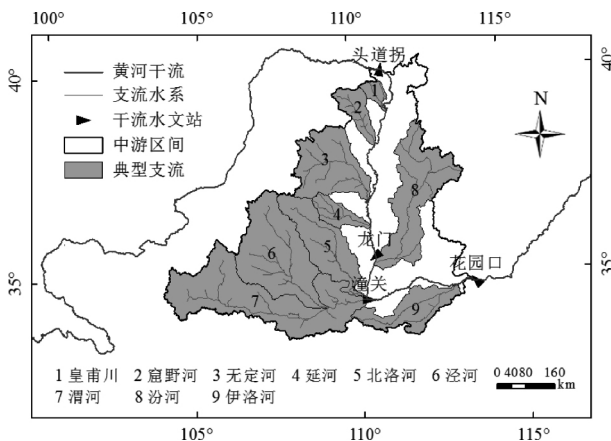 100° 105° 110° 115°
头道拐
40°
40°
黄河干流
支流水系
干流水文站
中游区间
典型支流
N
1
2
3
8
4
龙门
5
6
花园口
35°
35°
潼关
7
9
1 皇甫川 2 窟野河 3 无定河 4 延河 5 北洛河 6 泾河
7 渭河 8 汾河 9 伊洛河
0 4080 160
km
105° 110° 115°